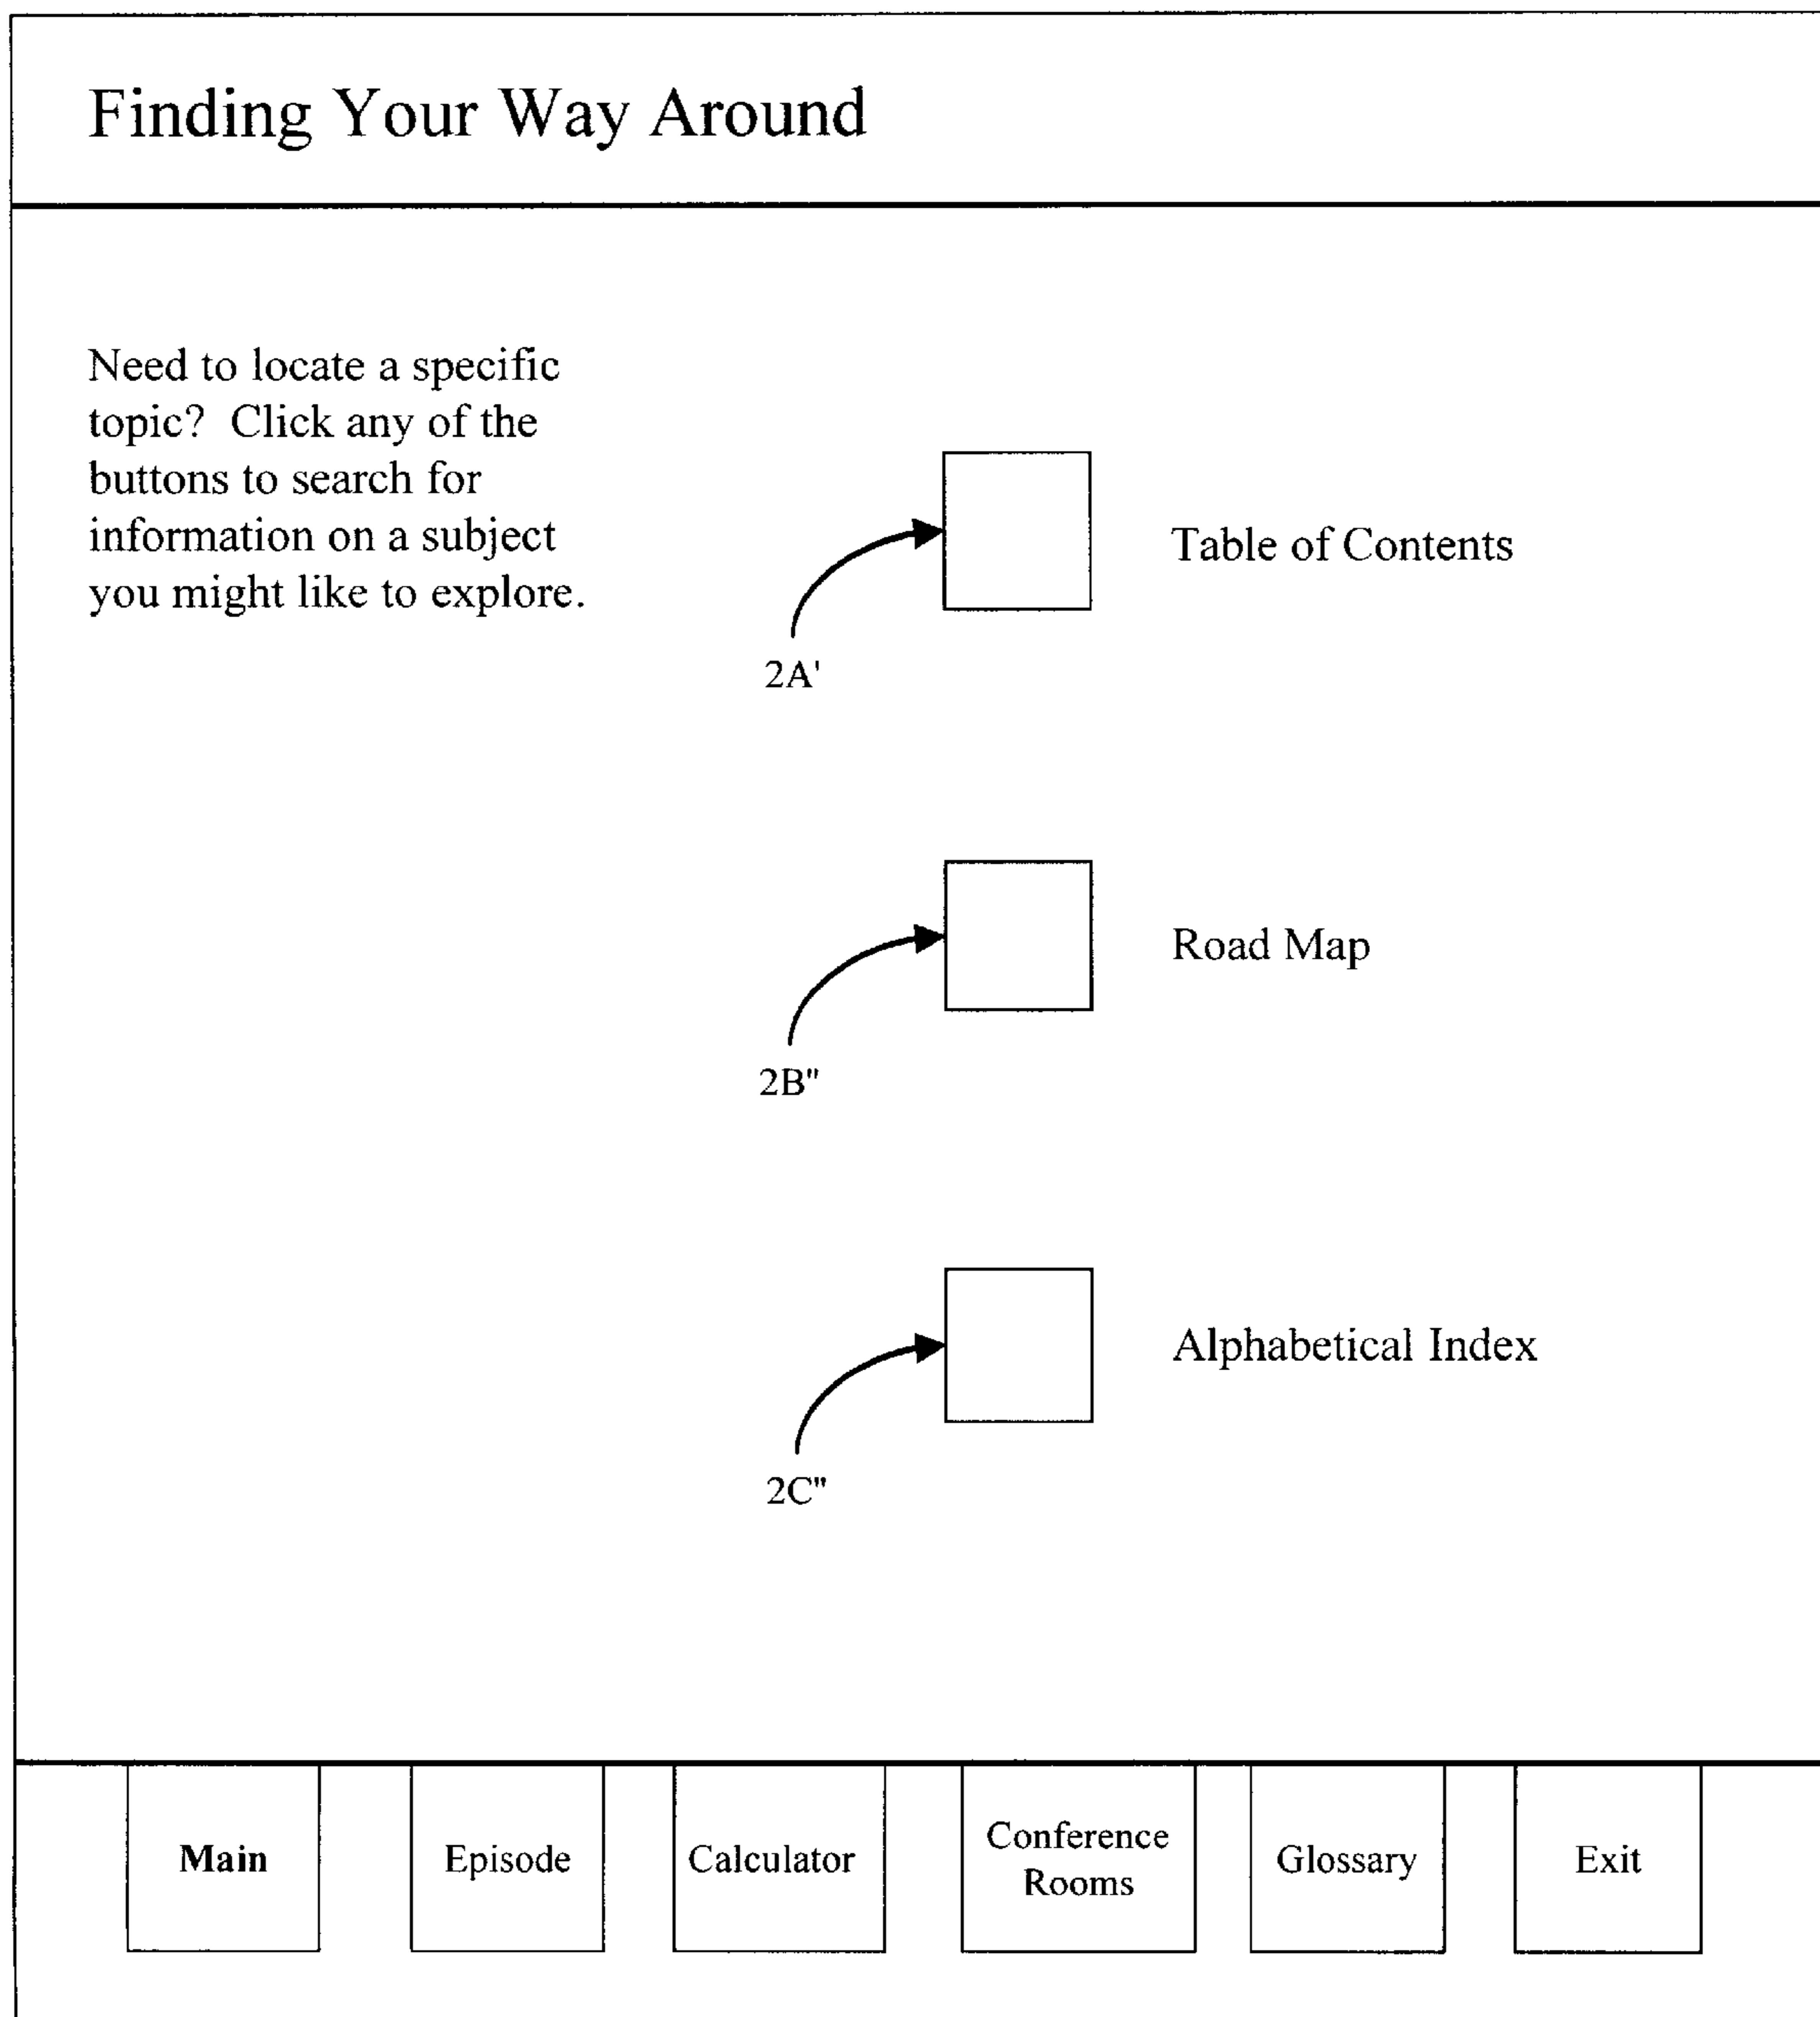 Finding Your Way Around
Need to locate a specific
topic?  Click any of the
buttons to search for
information on a subject
you might like to explore.
Table of Contents
2A'
Road Map
2B"
Alphabetical Index
2C"
Main
Episode
Calculator
Conference
Rooms
Glossary
Exit